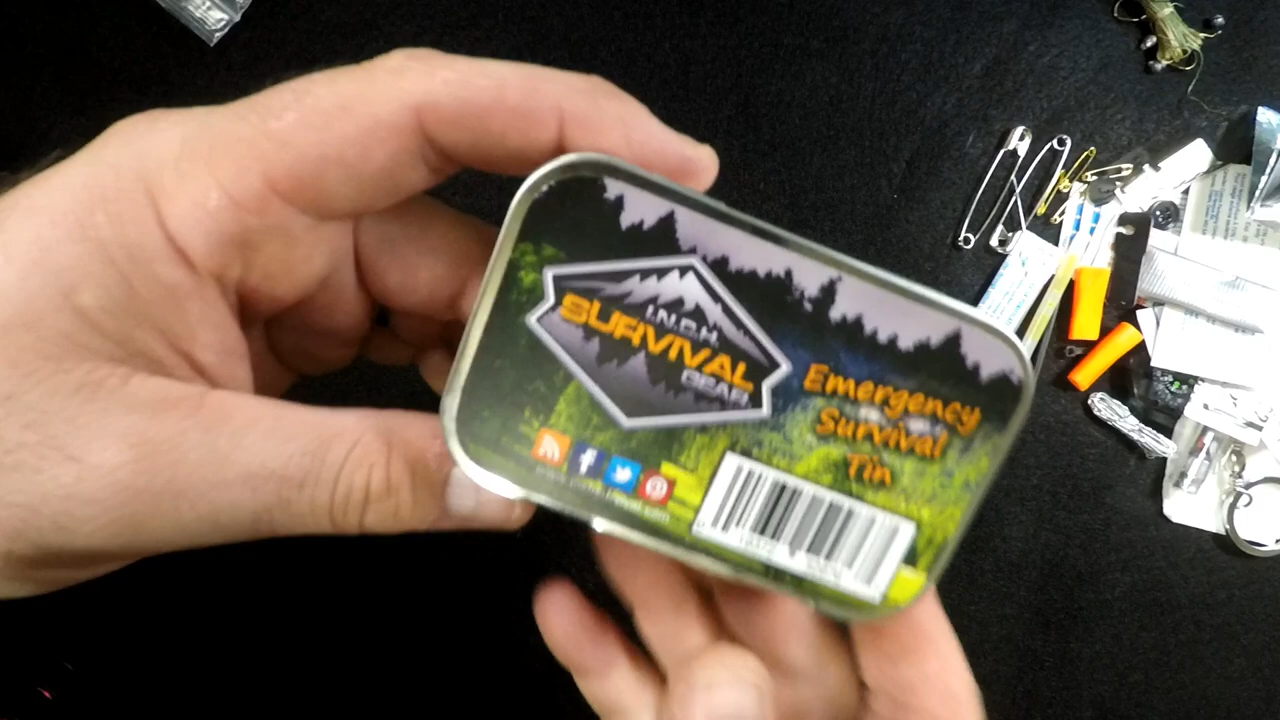 I.N.C.H.
SURVIVAL
GEAR
Emergency
Survival
Tin